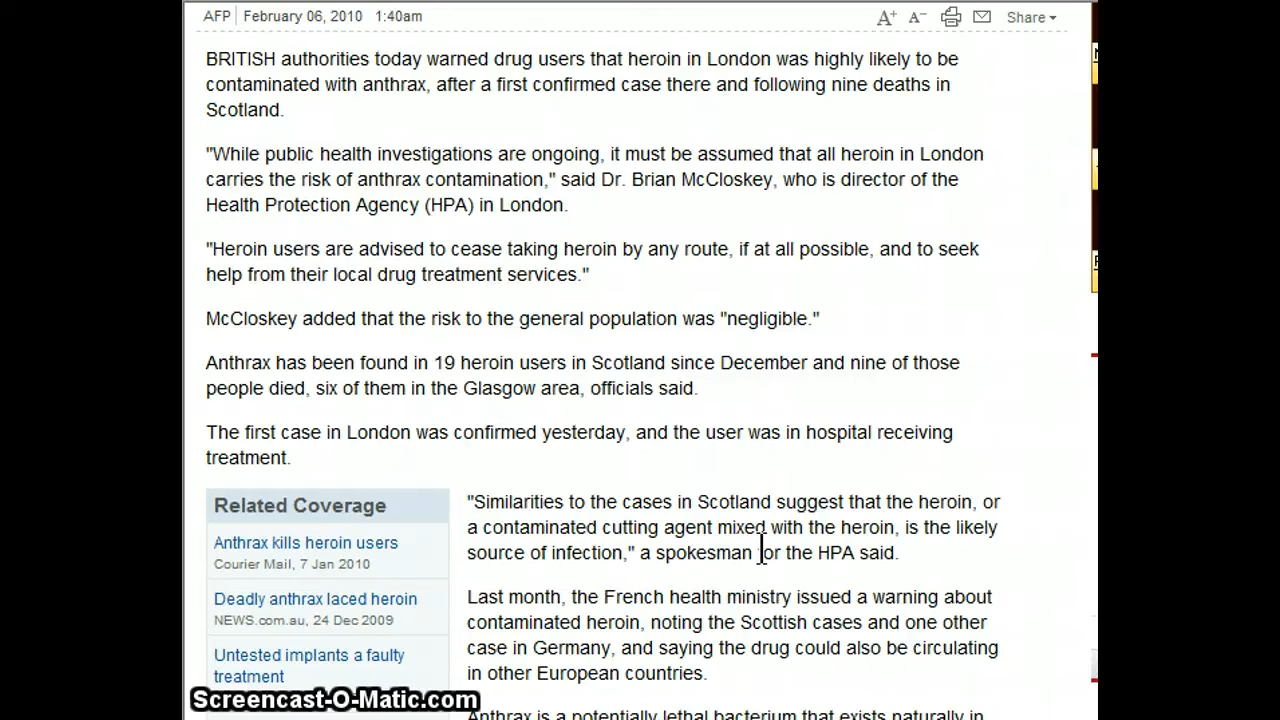 AFP February 06, 2010 1:40am A+ A- Share
BRITISH authorities today warned drug users that heroin in London was highly likely to be
contaminated with anthrax, after a first confirmed case there and following nine deaths in
Scotland.
"While public health investigations are ongoing, it must be assumed that all heroin in London
carries the risk of anthrax contamination," said Dr. Brian McCloskey, who is director of the
Health Protection Agency (HPA) in London.
"Heroin users are advised to cease taking heroin by any route, if at all possible, and to seek
help from their local drug treatment services."
McCloskey added that the risk to the general population was "negligible."
Anthrax has been found in 19 heroin users in Scotland since December and nine of those
people died, six of them in the Glasgow area, officials said.
The first case in London was confirmed yesterday, and the user was in hospital receiving
treatment.
Related Coverage
Anthrax kills heroin users
Courier Mail, 7 Jan 2010
Deadly anthrax laced heroin
NEWS.com.au, 24 Dec 2009
Untested implants a faulty
treatment
"Similarities to the cases in Scotland suggest that the heroin, or
a contaminated cutting agent mixed with the heroin, is the likely
source of infection," a spokesman for the HPA said.
Last month, the French health ministry issued a warning about
contaminated heroin, noting the Scottish cases and one other
case in Germany, and saying the drug could also be circulating
in other European countries.
Anthrax is a potentially lethal bacterium that exists naturally in
Screencast-O-Matic.com